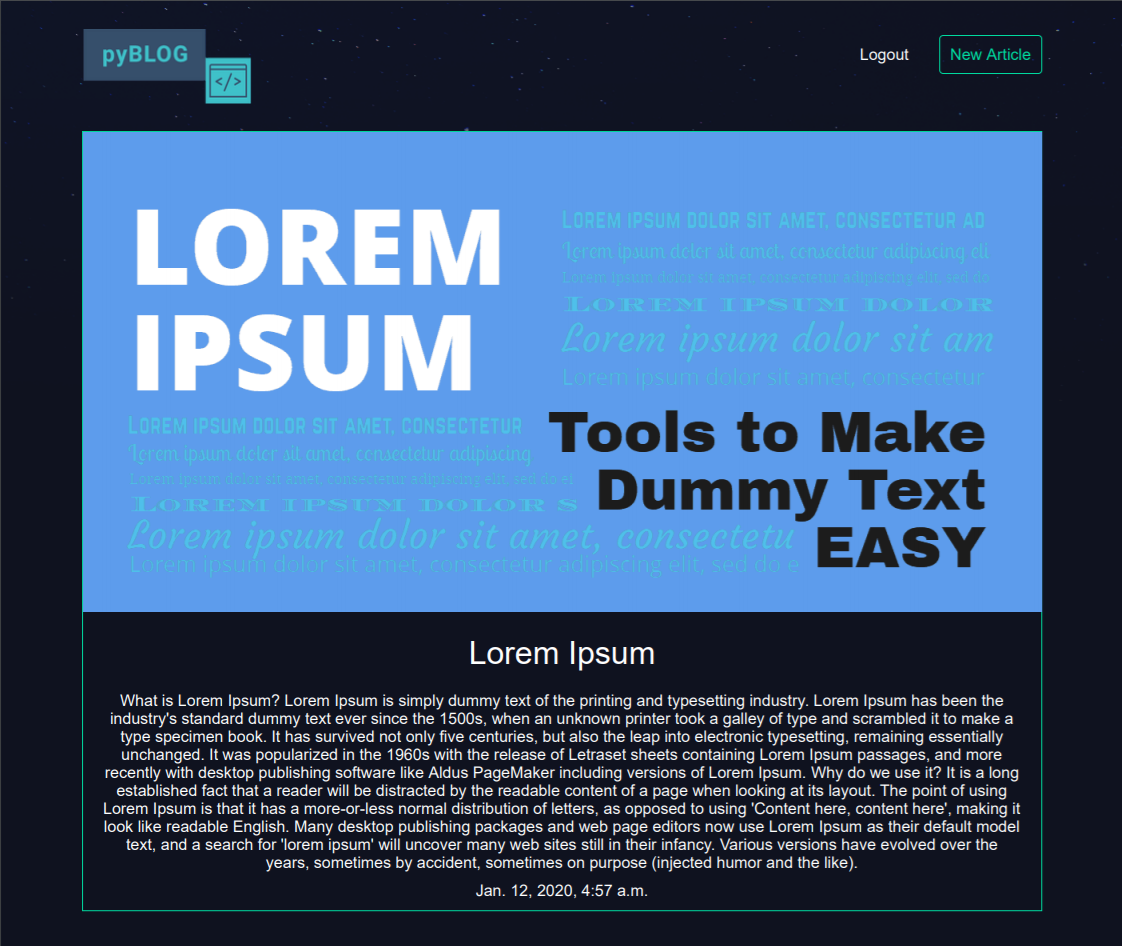 pyBLOG
</>
Logout
New Article
LOREM
IPSUM
LOREM IPSUM DOLOR SIT AMET, CONSECTETUR AD
Lorem ipsum dolor sit amet, consectetur adipiscing eli
Lorem ipsum dolor sit amet, consectetur adipiscing elit, sed do
LOREM IPSUM DOLOR
Lorem ipsum dolor sit am
Lorem ipsum dolor sit amet, consectetur
LOREM IPSUM DOLOR SIT AMET, CONSECTETUR
Lorem ipsum dolor sit amet, consectetur adipiscing
Lorem ipsum dolor sit amet, consectetur adipiscing elit, sed do ei
LOREM IPSUM DOLOR S
Lorem ipsum dolor sit amet, consectetu
Lorem ipsum dolor sit amet, consectetur adipiscing elit, sed do e
Tools to Make
Dummy Text
EASY
Lorem Ipsum
What is Lorem Ipsum? Lorem Ipsum is simply dummy text of the printing and typesetting industry. Lorem Ipsum has been the
industry's standard dummy text ever since the 1500s, when an unknown printer took a galley of type and scrambled it to make a
type specimen book. It has survived not only five centuries, but also the leap into electronic typesetting, remaining essentially
unchanged. It was popularized in the 1960s with the release of Letraset sheets containing Lorem Ipsum passages, and more
recently with desktop publishing software like Aldus PageMaker including versions of Lorem Ipsum. Why do we use it? It is a long
established fact that a reader will be distracted by the readable content of a page when looking at its layout. The point of using
Lorem Ipsum is that it has a more-or-less normal distribution of letters, as opposed to using 'Content here, content here', making it
look like readable English. Many desktop publishing packages and web page editors now use Lorem Ipsum as their default model
text, and a search for 'lorem ipsum' will uncover many web sites still in their infancy. Various versions have evolved over the
years, sometimes by accident, sometimes on purpose (injected humor and the like).
Jan. 12, 2020, 4:57 a.m.